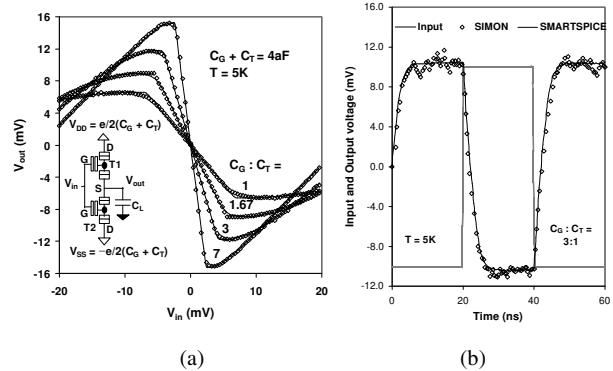 16
12
8
4
0
-4
-8
-12
-16
V_out (mV)
C_G + C_T = 4aF
T = 5K
V_DD = e/2(C_G + C_T)
D
G
T1
V_in
S
V_out
G
C_L
T2
D
V_SS = −e/2(C_G + C_T)
C_G : C_T =
1
1.67
3
7
-20
-10
0
10
20
V_in (mV)
(a)
Input
SIMON
SMARTSPICE
12.0
8.0
4.0
0.0
-4.0
-8.0
-12.0
Input and Output voltage (mV)
T = 5K
C_G : C_T =
3:1
0
20
40
60
Time (ns)
(b)